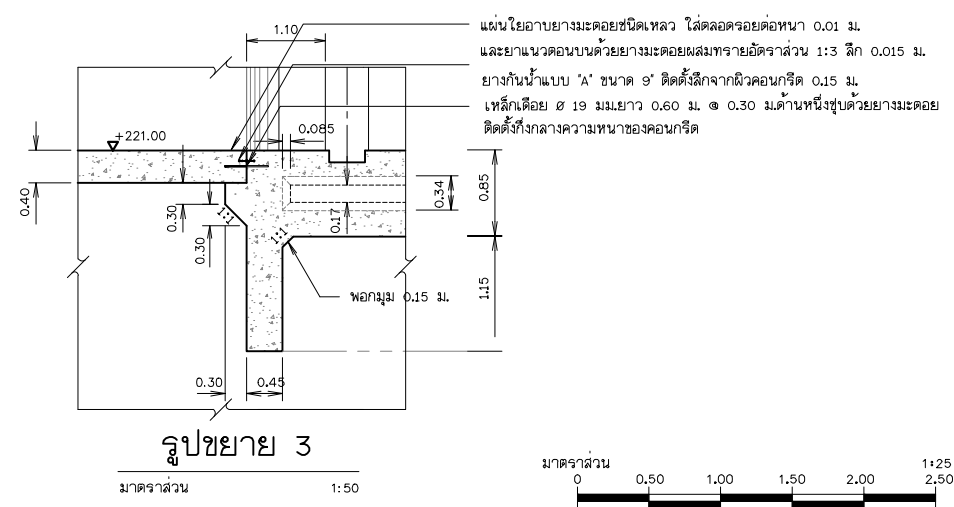 แผ่นใยอาบยางมะตอยชนิดเหลว ใส่ตลอดรอยต่อหนา 0.01 ม.
และยาแนวตอนบนด้วยยางมะตอยผสมทรายอัตราส่วน 1:3 ลึก 0.015 ม.
ยางกันน้ำแบบ "A" ขนาด 9" ติดตั้งลึกจากผิวคอนกรีต 0.15 ม.
เหล็กเดือย Ø 19 มม.ยาว 0.60 ม. @ 0.30 ม.ด้านหนึ่งชุบด้วยยางมะตอย
ติดตั้งกึ่งกลางความหนาของคอนกรีต
1.10
+221.00
0.085
0.40
0.30
1:1
0.30
0.17
0.34
0.85
1:1
1.15
พอกมุม 0.15 ม.
0.30
0.45
รูปขยาย 3
มาตราส่วน 1:50
มาตราส่วน 1:25
0 0.50 1.00 1.50 2.00 2.50